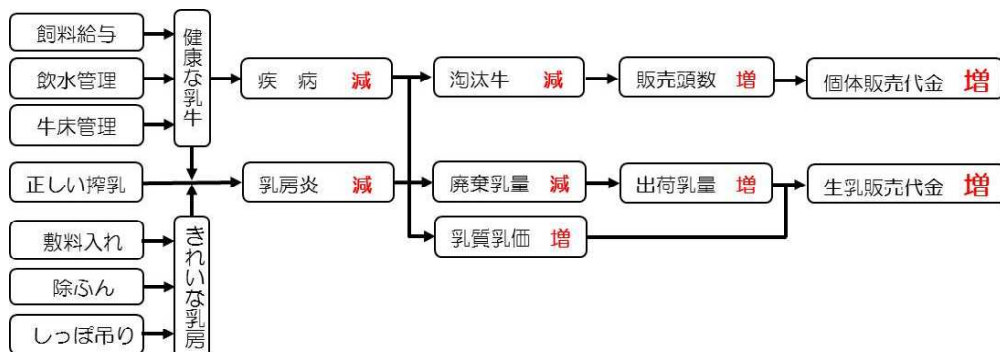 飼料給与
飲水管理
牛床管理
健康な乳牛
疾 病 減
淘汰牛 減
販売頭数 増
個体販売代金 増
正しい搾乳
乳房炎 減
廃棄乳量 減
出荷乳量 増
生乳販売代金 増
乳質乳価 増
敷料入れ
除ふん
しっぽ吊り
きれいな乳房